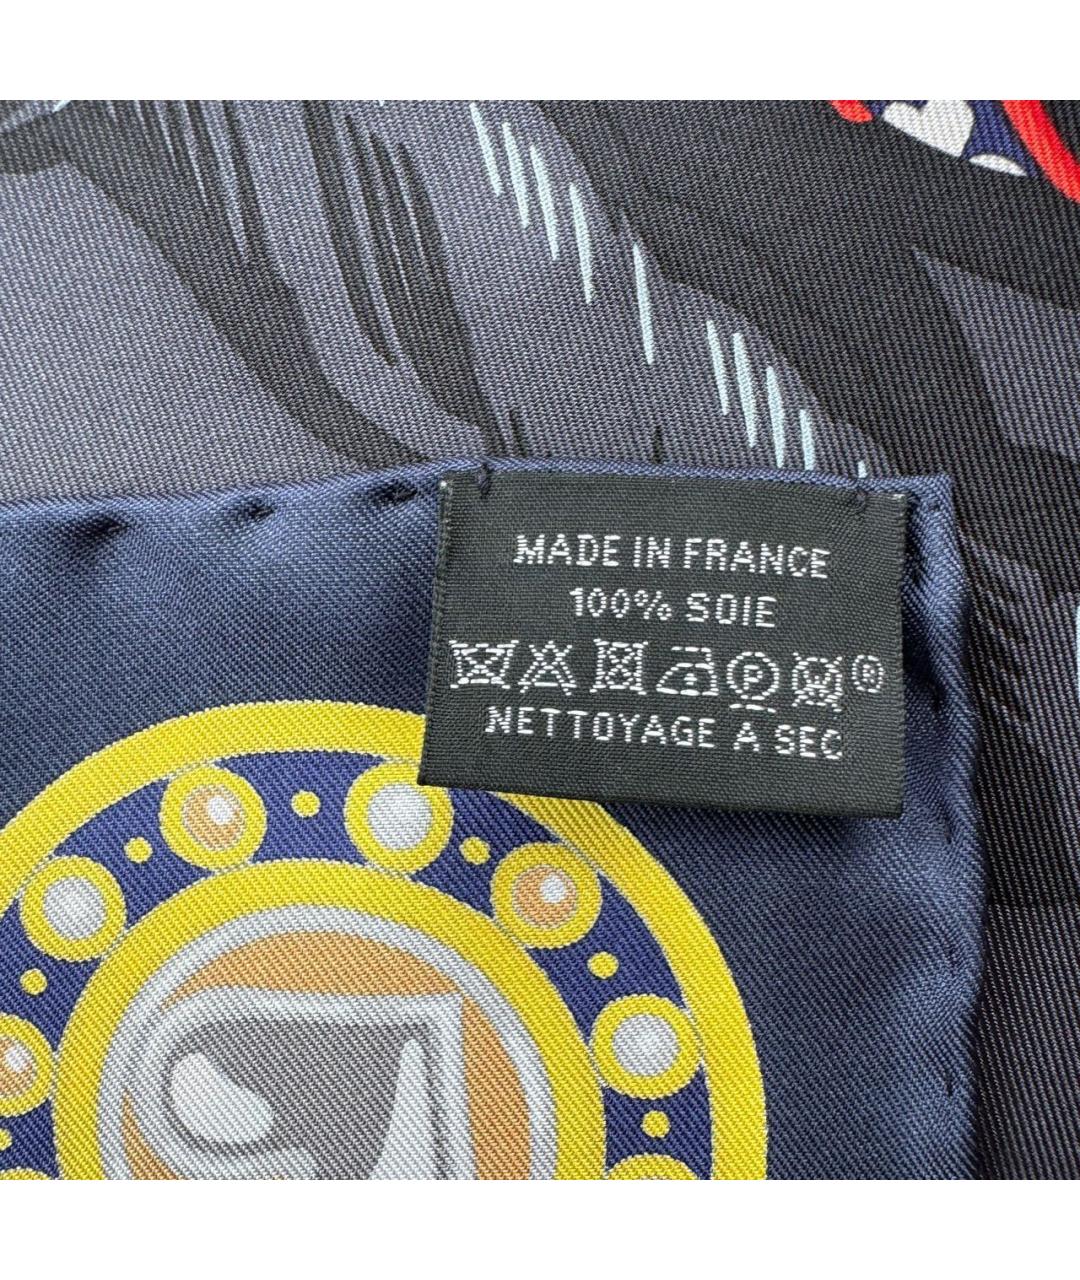 MADE IN FRANCE
100% SOIE
P W ®
NETTOYAGE A SEC